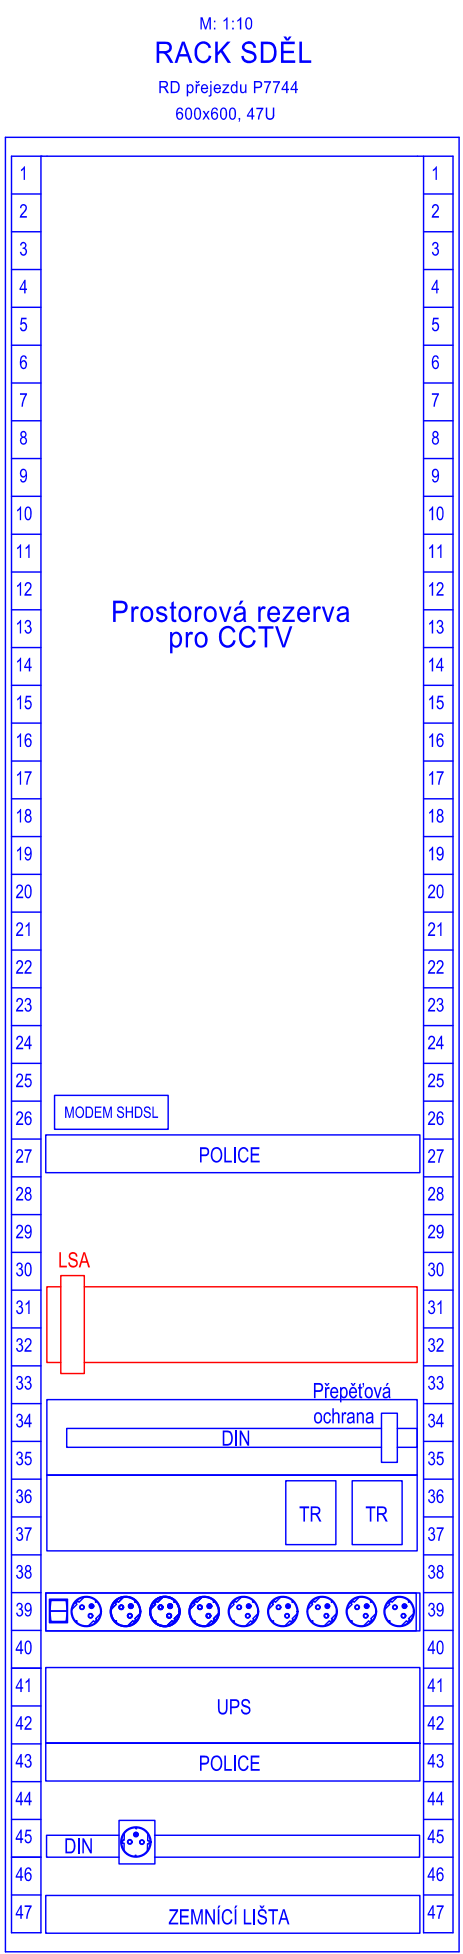 M: 1:10
RACK SDĚL
RD přejezdu P7744
600x600, 47U
1 1
2 2
3 3
4 4
5 5
6 6
7 7
8 8
9 9
10 10
11 11
12 12
Prostorová rezerva
13 13
pro CCTV
14 14
15 15
16 16
17 17
18 18
19 19
20 20
21 21
22 22
23 23
24 24
25 25
26 MODEM SHDSL 26
27 POLICE 27
28 28
29 29
LSA
30 30
31 31
32 32
33 33
Přepěťová
34 ochrana 34
DIN
35 35
36 36
TR TR
37 37
38 38
39 39
40 40
41 41
UPS
42 42
43 POLICE 43
44 44
45 DIN 45
46 46
47 ZEMNÍCÍ LIŠTA 47